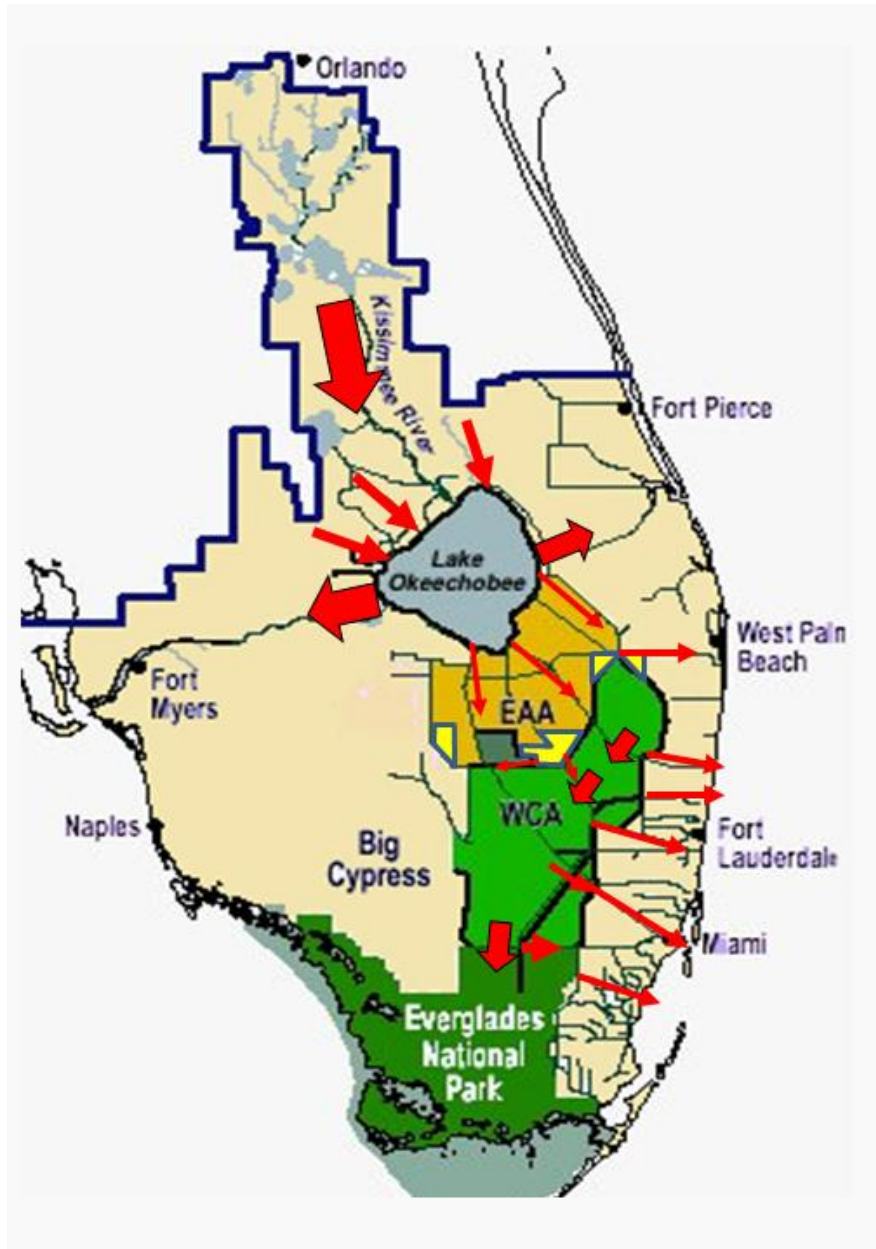 Orlando
Kissimmee River
Fort Pierce
Lake
Okeechobee
West Paln
Beach
Fort
Myers
EAA
WCA
Naples
Big
Cypress
Fort
Lauderdale
Miami
Everglades
National
Park